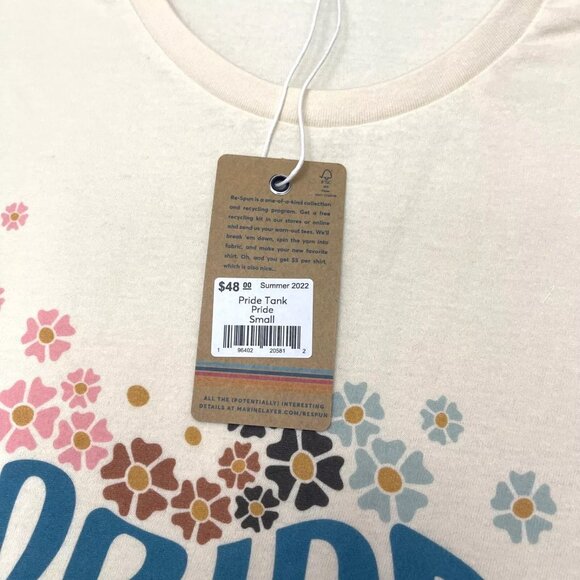 FSC
Re-Spun is a one-of-a-kind collection
and recycling program. Get a free
recycling kit in our stores or online
and send us your worn-out tees. We'll
break 'em down, spin the yarn into
fabric, and make your new favorite
shirt. Oh, and you get $5 per shirt,
which is also nice...
$48.00 Summer 2022
Pride Tank
Pride
Small
1 96402 20581 2
ALL THE (POTENTIALLY) INTERESTING
DETAILS AT MARINELAYER.COM/RESPUN
PRIDE